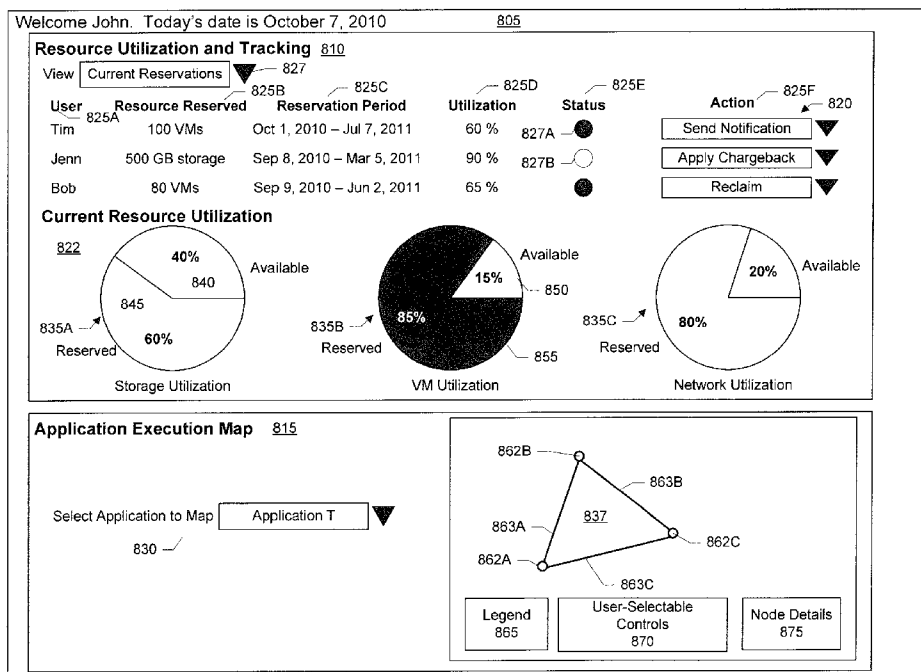 Welcome John. Today's date is October 7, 2010 805
Resource Utilization and Tracking 810
View Current Reservations 827
825B 825C 825D 825E 825F
User Resource Reserved Reservation Period Utilization Status Action
825A 820
Tim 100 VMs Oct 1, 2010 – Jul 7, 2011 60 % 827A Send Notification
Jenn 500 GB storage Sep 8, 2010 – Mar 5, 2011 90 % 827B Apply Chargeback
Bob 80 VMs Sep 9, 2010 – Jun 2, 2011 65 % Reclaim
Current Resource Utilization
822
40% Available
840
845
835A
60%
Reserved
Storage Utilization
Available
15%
850
835B
85%
Reserved
855
VM Utilization
20% Available
835C
80%
Reserved
Network Utilization
Application Execution Map 815
Select Application to Map Application T
830
862B
863B
837
863A
862C
862A
863C
Legend
865
User-Selectable
Controls
870
Node Details
875